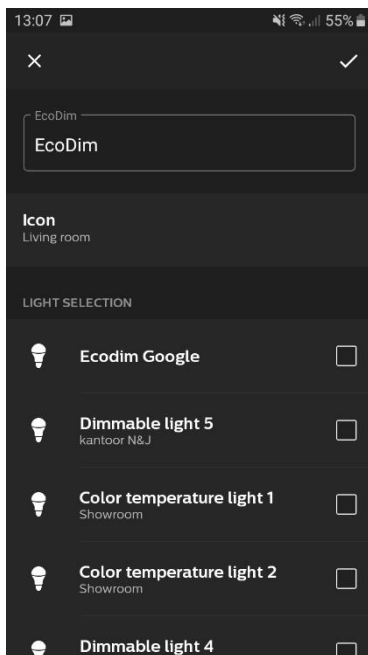 13:07 55%
EcoDim
EcoDim
Icon
Living room
LIGHT SELECTION
Ecodim Google
Dimmable light 5
kantoor N&J
Color temperature light 1
Showroom
Color temperature light 2
Showroom
Dimmable light 4